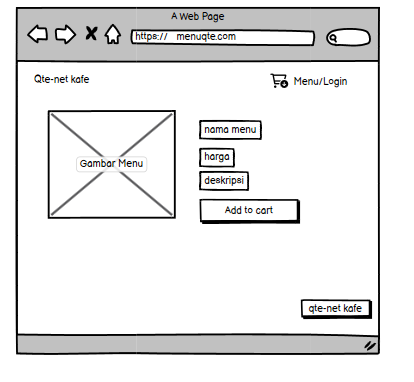 A Web Page
https:// menuqte.com
Qte-net kafe
Menu/Login
Gambar Menu
nama menu
harga
deskripsi
Add to cart
qte-net kafe